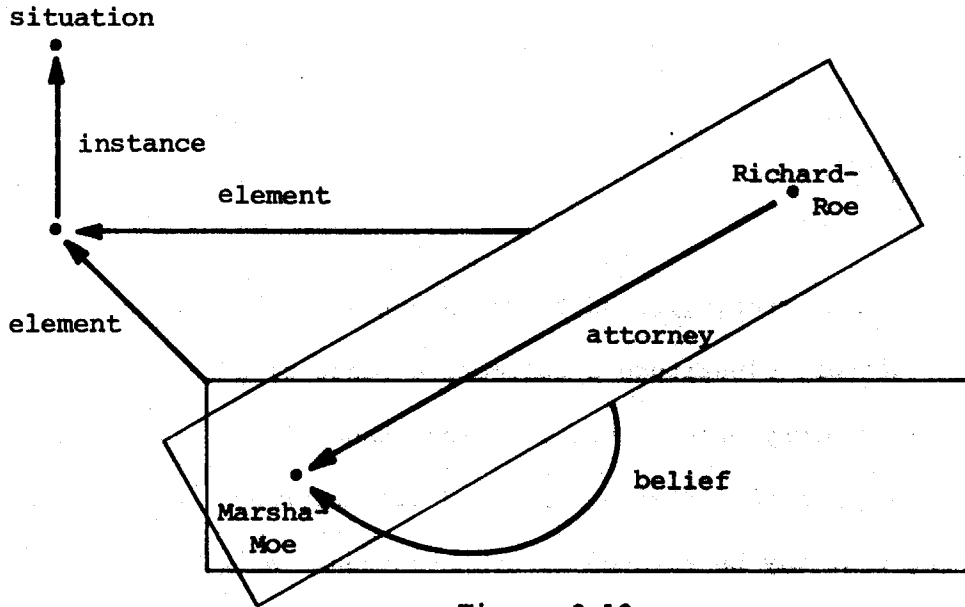 situation
instance
element
Richard-
Roe
element
attorney
belief
Marsha-
Moe